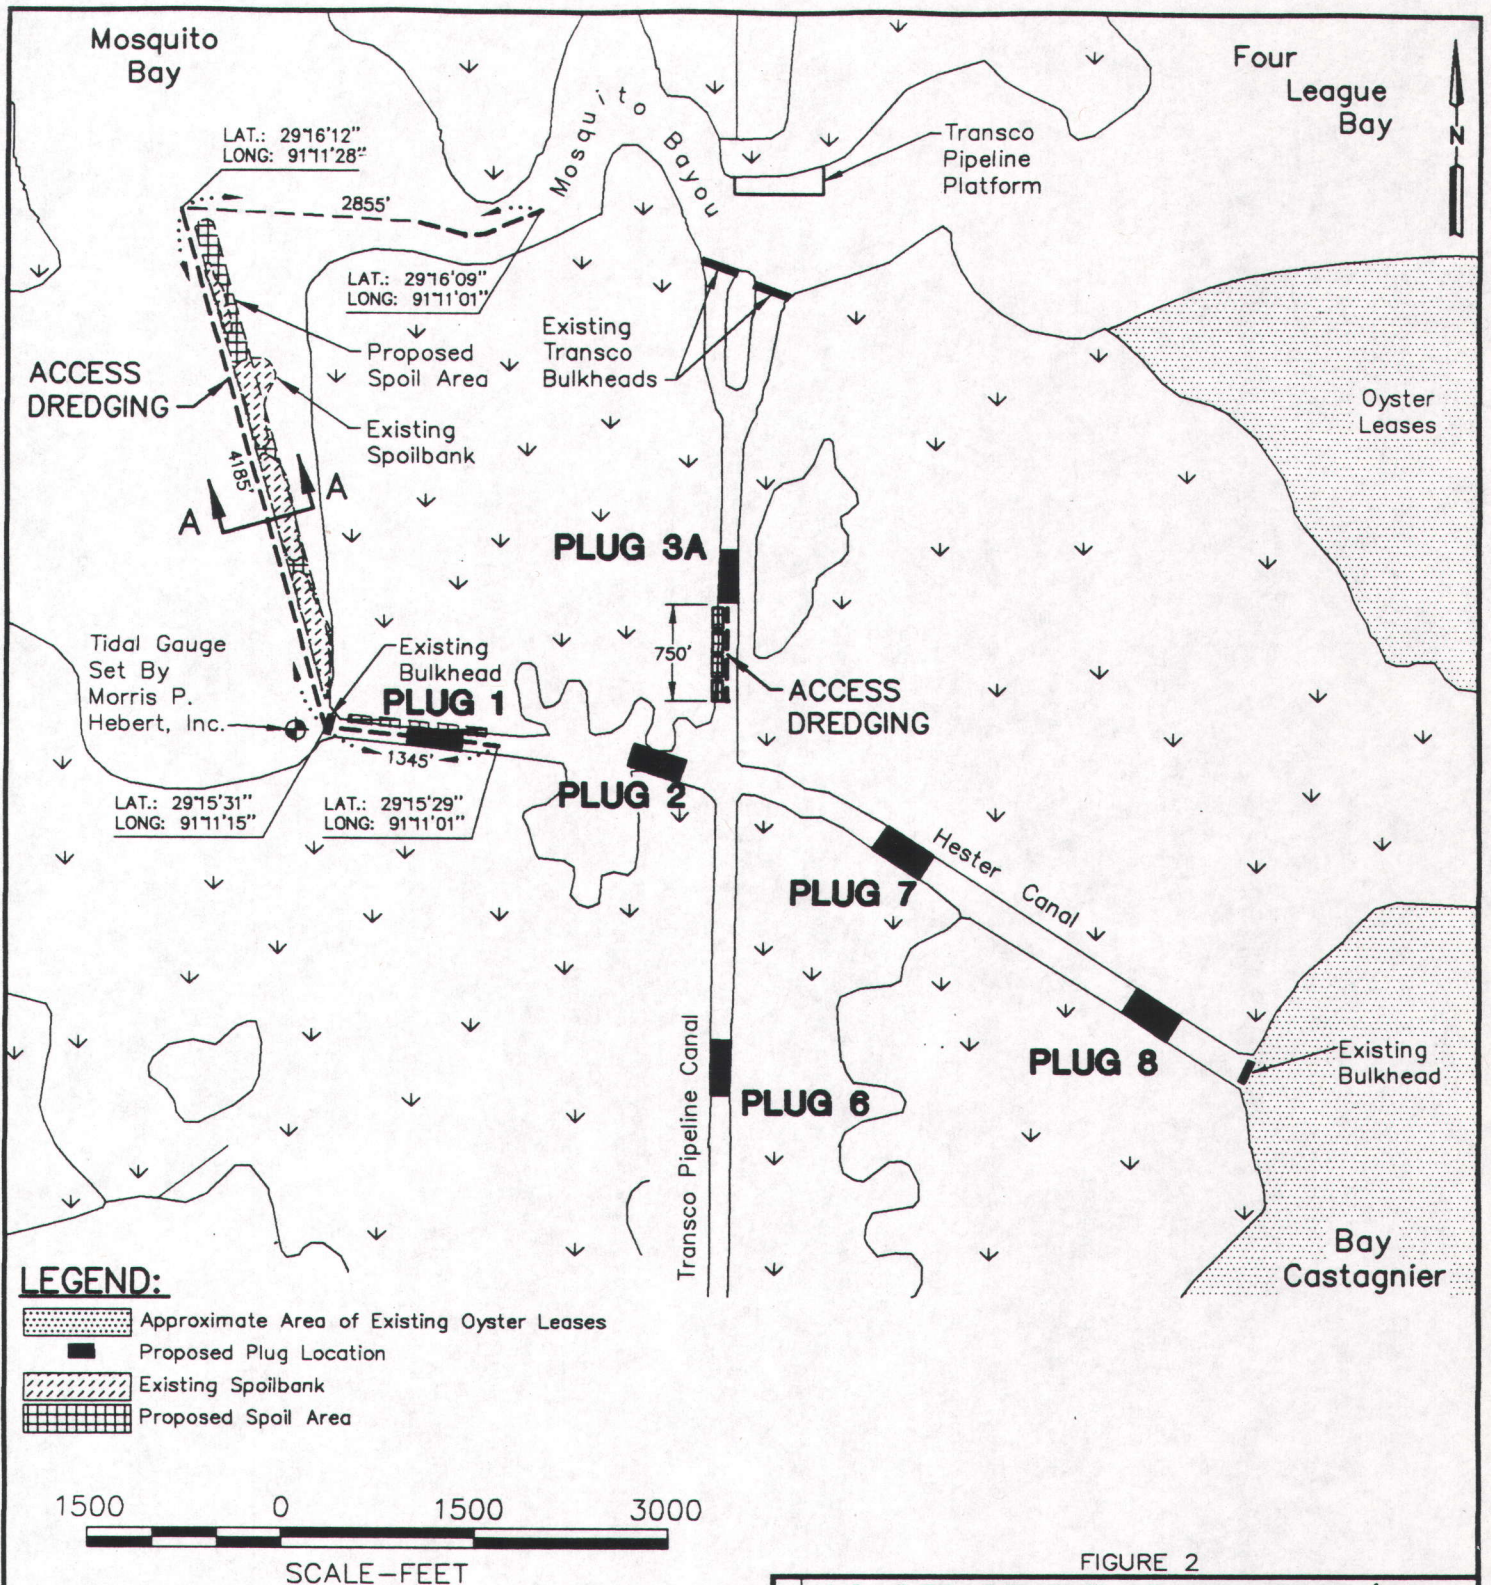 Mosquito
Bay
Four
League
Bay
N
LAT.: 29°16'12"
LONG: 91°11'28"
Mosquito Bayou
Transco
Pipeline
Platform
2855'
LAT.: 29°16'09"
LONG: 91°11'01"
Existing
Transco
Bulkheads
Proposed
Spoil Area
ACCESS
DREDGING
Existing
Spoilbank
Oyster
Leases
4185'
A
A
PLUG 3A
750'
Tidal Gauge
Set By
Morris P.
Hebert, Inc.
Existing
Bulkhead
PLUG 1
ACCESS
DREDGING
1345'
PLUG 2
LAT.: 29°15'31"
LONG: 91°11'15"
LAT.: 29°15'29"
LONG: 91°11'01"
Hester Canal
PLUG 7
Transco Pipeline Canal
PLUG 8
Existing
Bulkhead
PLUG 6
Bay
Castagnier
LEGEND:
Approximate Area of Existing Oyster Leases
Proposed Plug Location
Existing Spoilbank
Proposed Spoil Area
1500 0 1500 3000
SCALE-FEET
FIGURE 2